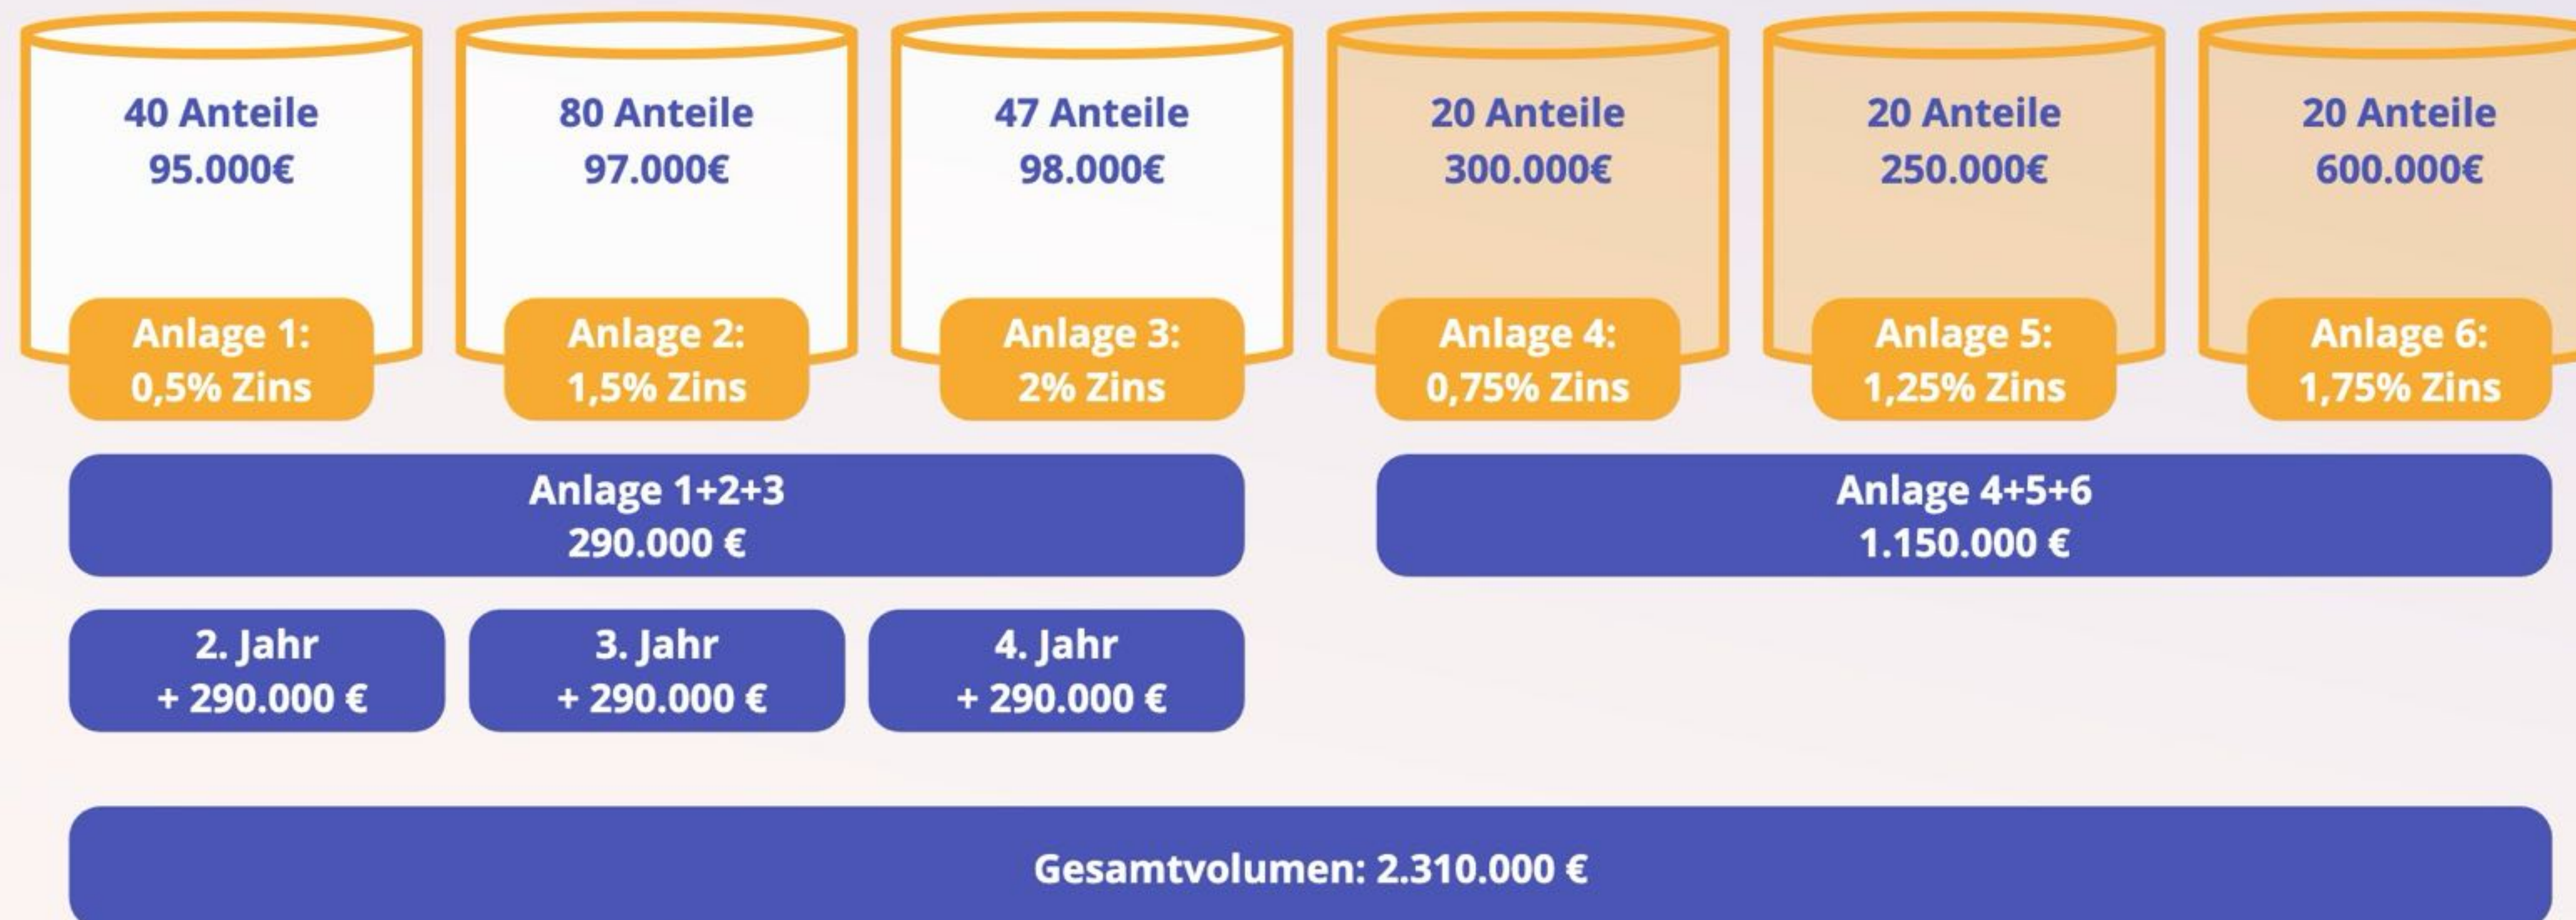 40 Anteile
95.000€
80 Anteile
97.000€
47 Anteile
98.000€
20 Anteile
300.000€
20 Anteile
250.000€
20 Anteile
600.000€
Anlage 1:
0,5% Zins
Anlage 2:
1,5% Zins
Anlage 3:
2% Zins
Anlage 4:
0,75% Zins
Anlage 5:
1,25% Zins
Anlage 6:
1,75% Zins
Anlage 1+2+3
290.000 €
Anlage 4+5+6
1.150.000 €
2. Jahr
+ 290.000 €
3. Jahr
+ 290.000 €
4. Jahr
+ 290.000 €
Gesamtvolumen: 2.310.000 €